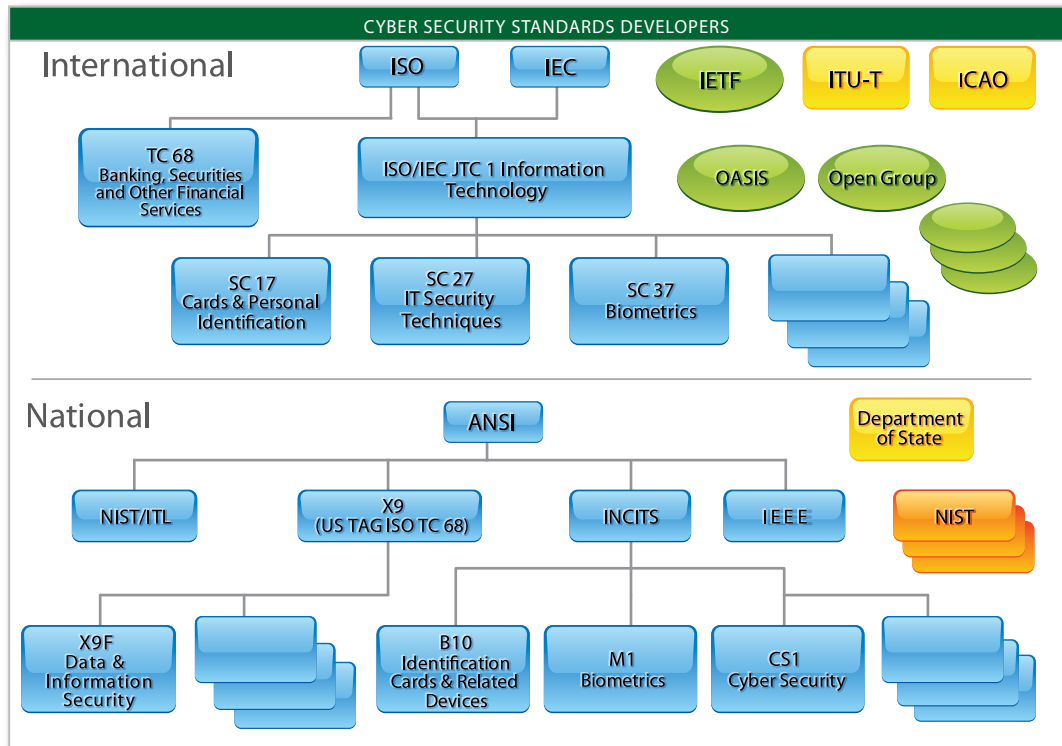 CYBER SECURITY STANDARDS DEVELOPERS
International
ISO
IEC
IETF
ITU-T
ICAO
TC 68
Banking, Securities
and Other Financial
Services
ISO/IEC JTC 1 Information
Technology
OASIS
Open Group
SC 17
Cards & Personal
Identification
SC 27
IT Security
Techniques
SC 37
Biometrics
National
ANSI
Department
of State
NIST/ITL
X9
(US TAG ISO TC 68)
INCITS
IEEE
NIST
X9F
Data &
Information
Security
B10
Identification
Cards & Related
Devices
M1
Biometrics
CS1
Cyber Security